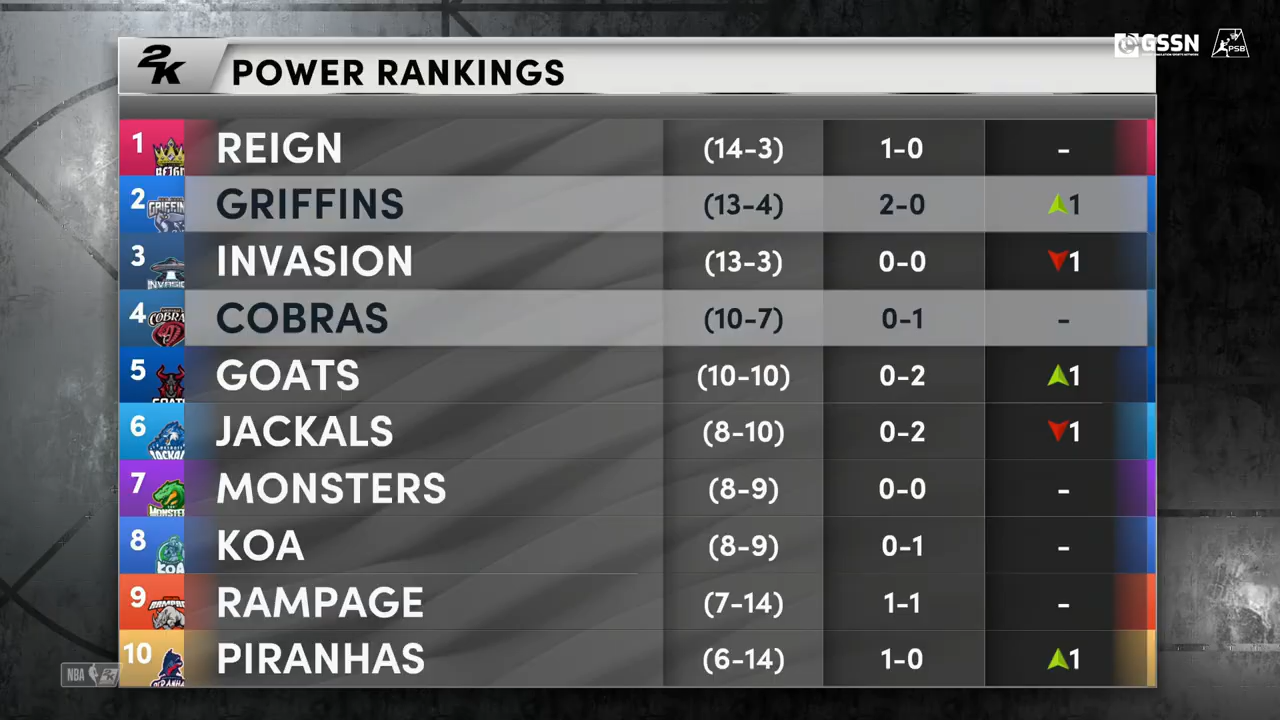 2K POWER RANKINGS
GSSN PSB
1 REIGN (14-3) 1-0 -
2 GRIFFINS (13-4) 2-0 1
3 INVASION (13-3) 0-0 1
4 COBRAS (10-7) 0-1 -
5 GOATS (10-10) 0-2 1
6 JACKALS (8-10) 0-2 1
7 MONSTERS (8-9) 0-0 -
8 KOA (8-9) 0-1 -
9 RAMPAGE (7-14) 1-1 -
10 PIRANHAS (6-14) 1-0 1
NBA 2K